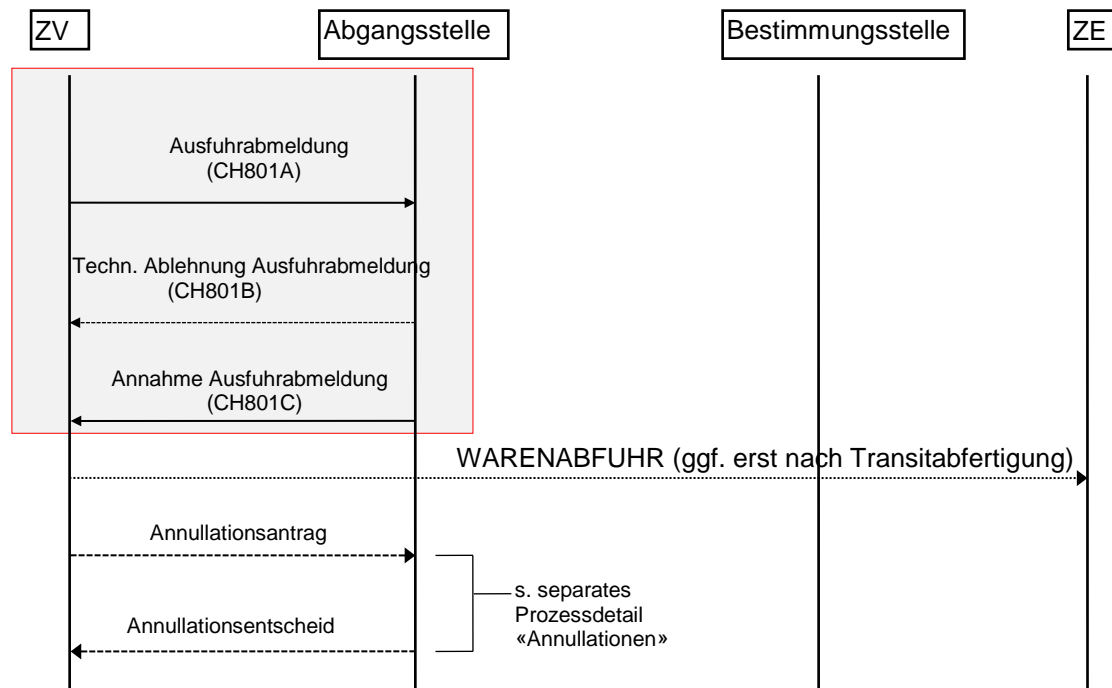 ZV
Abgangsstelle
Bestimmungsstelle
ZE
Ausfuhrabmeldung
(CH801A)
Techn. Ablehnung Ausfuhrabmeldung
(CH801B)
Annahme Ausfuhrabmeldung
(CH801C)
WARENABFUHR (ggf. erst nach Transitabfertigung)
Annullationsantrag
s. separates
Prozessdetail
«Annullationen»
Annullationsentscheid